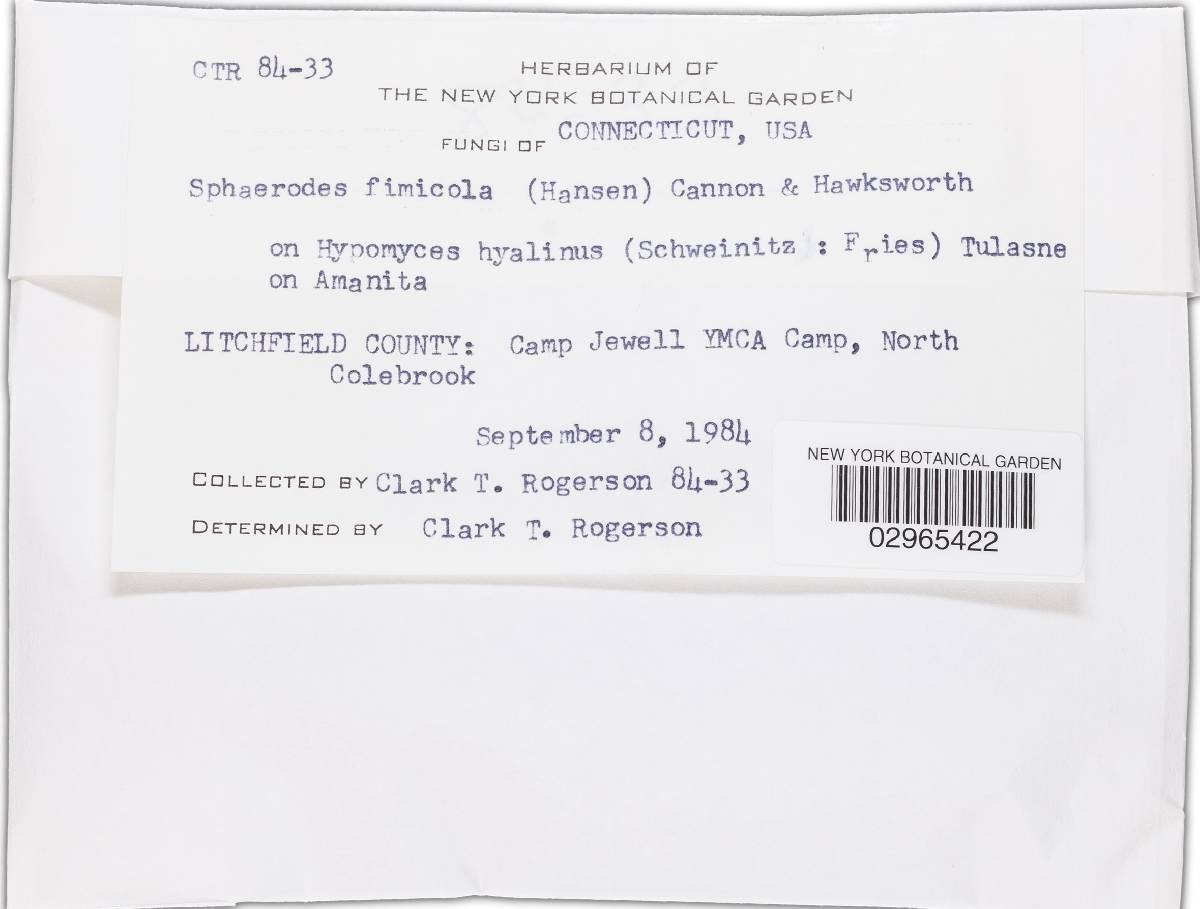 CTR 84-33
HERBARIUM OF
THE NEW YORK BOTANICAL GARDEN
FUNGI OF CONNECTICUT, USA
Sphaerodes fimicola (Hansen) Cannon & Hawksworth
on Hypomyces hyalinus (Schweinitz : Fries) Tulasne
on Amanita
LITCHFIELD COUNTY: Camp Jewell YMCA Camp, North
Colebrook
September 8, 1984
COLLECTED BY Clark T. Rogerson 84-33
DETERMINED BY Clark T. Rogerson
NEW YORK BOTANICAL GARDEN
02965422